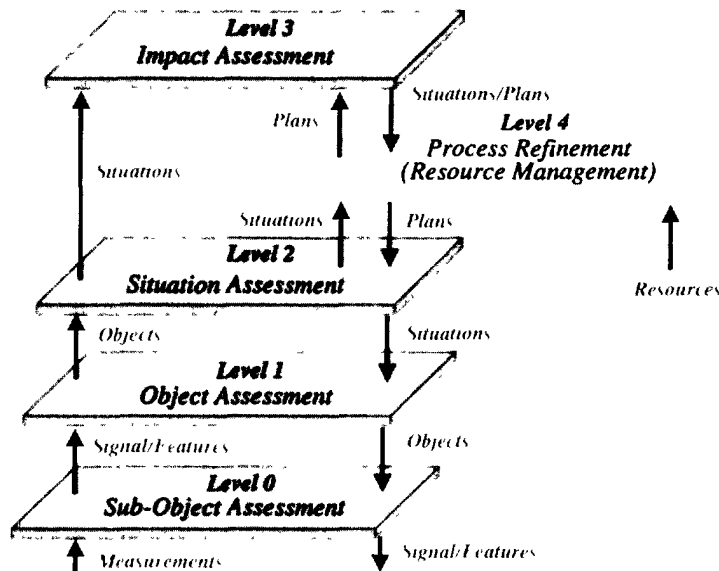 Level 3
Impact Assessment
Situations/Plans
Plans
Level 4
Process Refinement
(Resource Management)
Situations
Situations
Plans
Level 2
Situation Assessment
Resources
Objects
Situations
Level 1
Object Assessment
Signal/Features
Objects
Level 0
Sub-Object Assessment
Measurements
Signal/Features